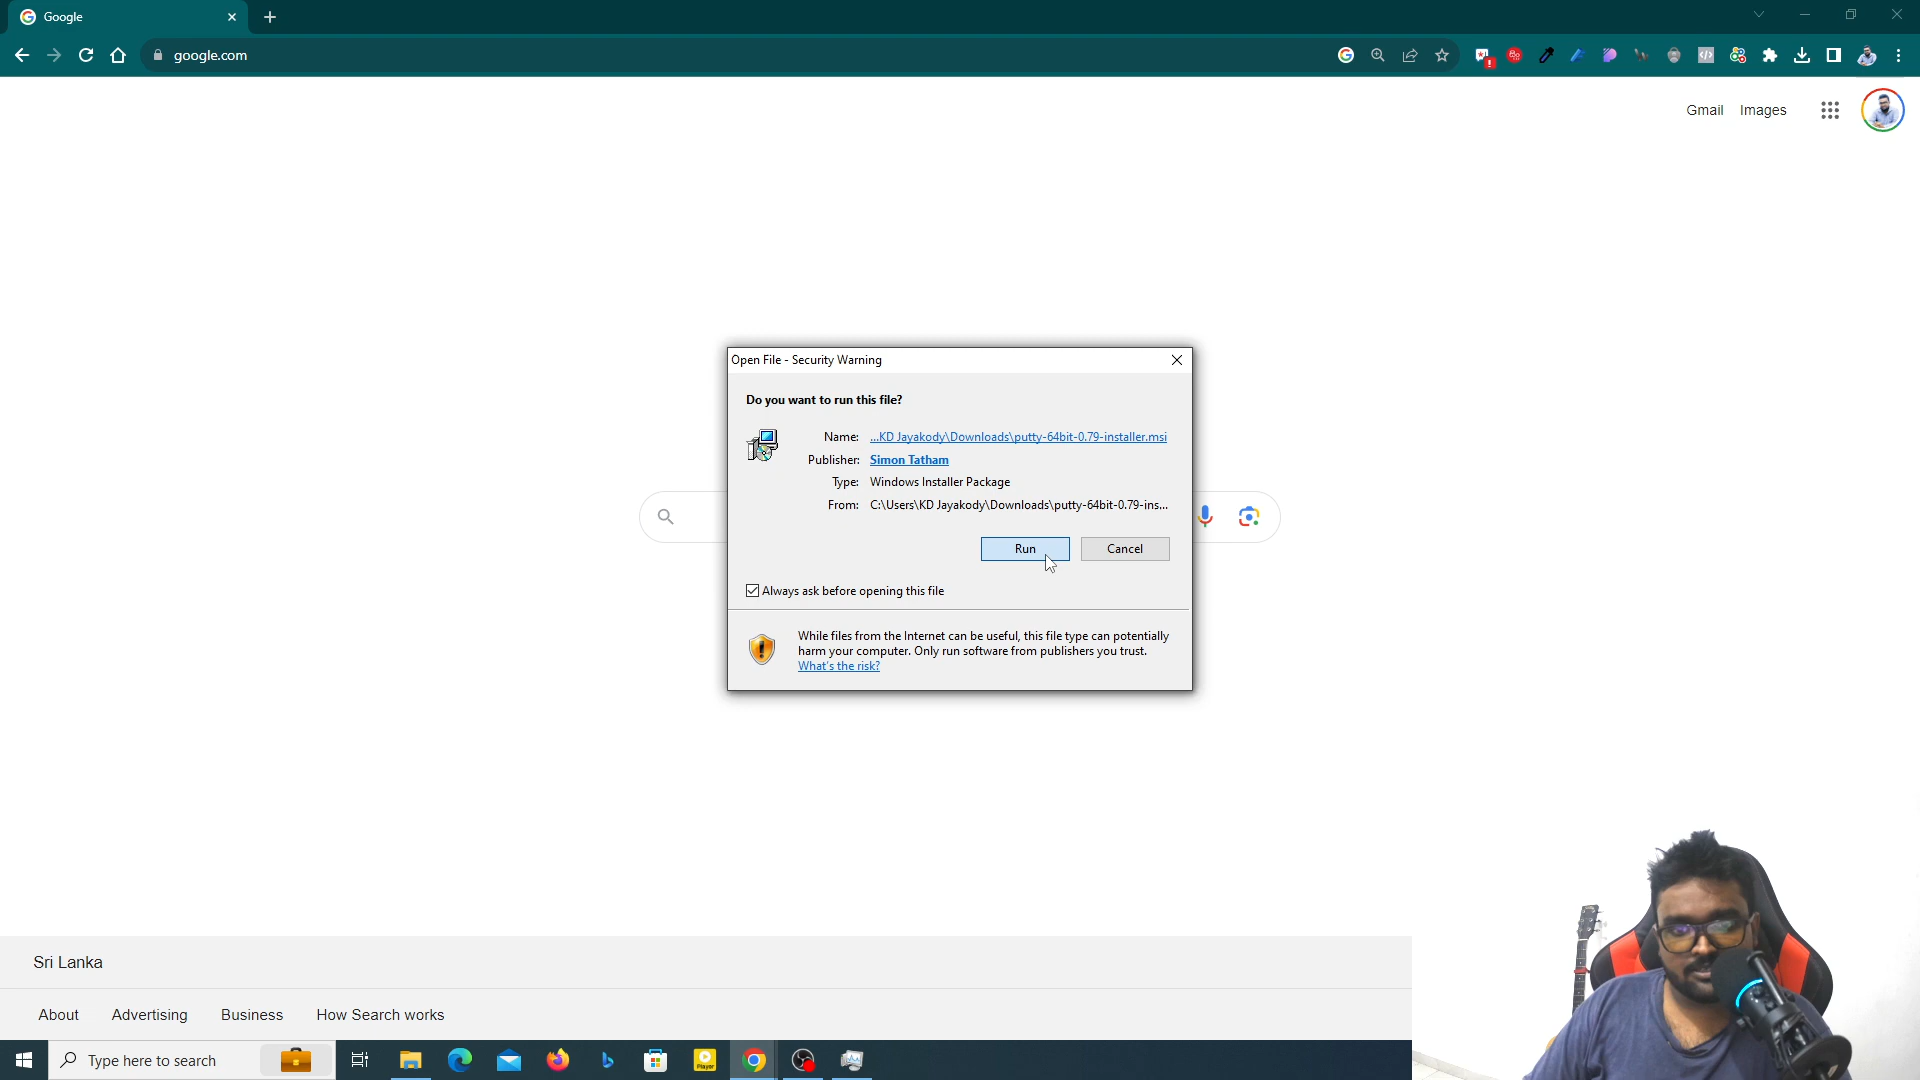 Google
google.com
Gmail Images
Open File - Security Warning
Do you want to run this file?
Name: ...KD Jayakody\Downloads\putty-64bit-0.79-installer.msi
Publisher: Simon Tatham
Type: Windows Installer Package
From: C:\Users\KD Jayakody\Downloads\putty-64bit-0.79-ins...
Run Cancel
Always ask before opening this file
While files from the Internet can be useful, this file type can potentially
harm your computer. Only run software from publishers you trust.
What's the risk?
Sri Lanka
About Advertising Business How Search works
Type here to search
Player